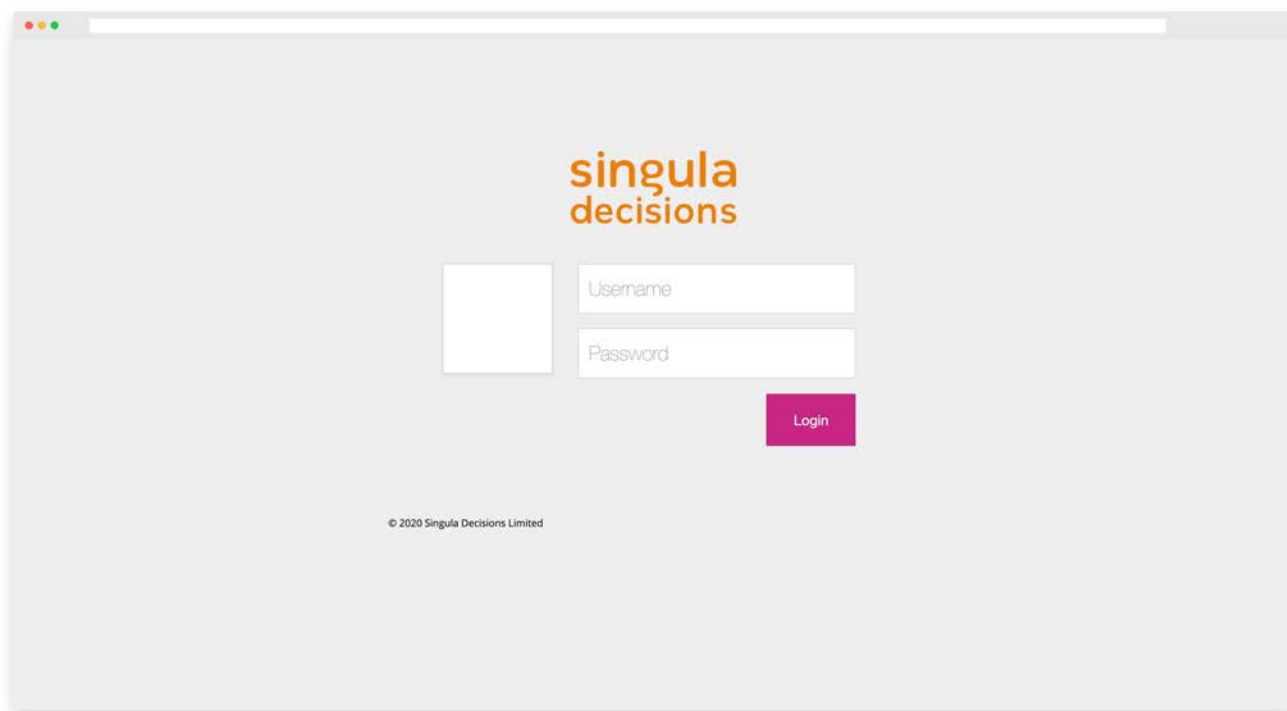 singula
decisions
Username
Password
Login
© 2020 Singula Decisions Limited